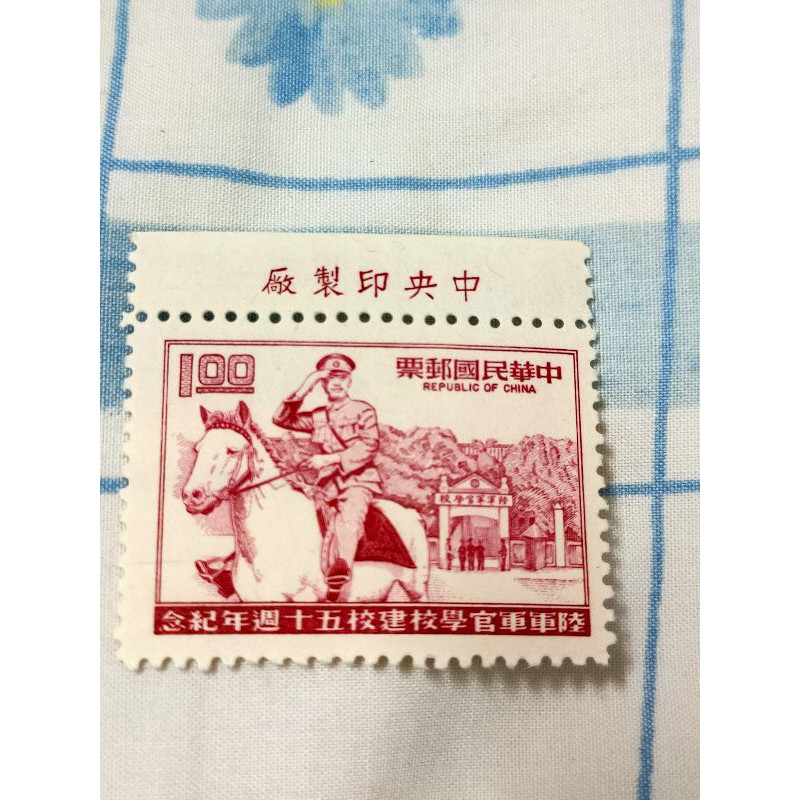 中央印製廠
1.00
中華民國郵票
REPUBLIC OF CHINA
陸軍軍官學校
陸軍軍官學校建校五十週年紀念